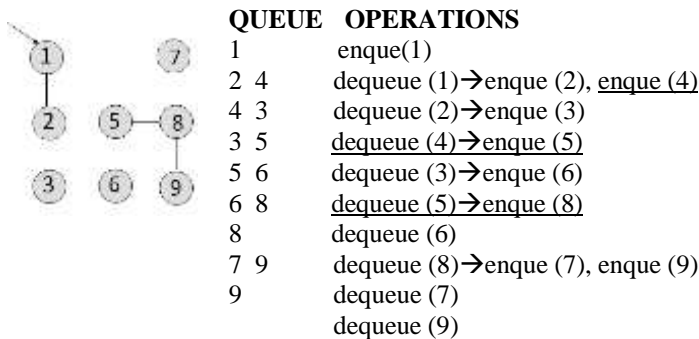 QUEUE OPERATIONS
1 enque(1)
2 4 dequeue (1)→enque (2), enque (4)
4 3 dequeue (2)→enque (3)
3 5 dequeue (4)→enque (5)
5 6 dequeue (3)→enque (6)
6 8 dequeue (5)→enque (8)
8 dequeue (6)
7 9 dequeue (8)→enque (7), enque (9)
9 dequeue (7)
dequeue (9)
1 7
2 5 8
3 6 9